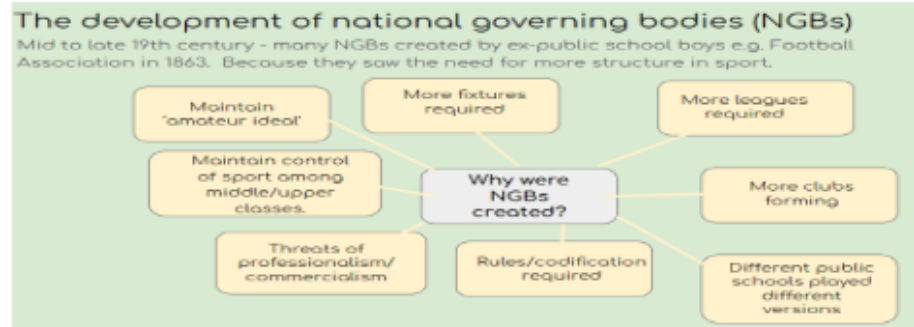 The development of national governing bodies (NGBs)
Mid to late 19th century - many NGBs created by ex-public school boys e.g. Football
Association in 1863. Because they saw the need for more structure in sport.
Maintain
'amateur ideal'
More fixtures
required
More leagues
required
Maintain control
of sport among
middle/upper
classes.
Why were
NGBs
created?
More clubs
forming
Threats of
professionalism/
commercialism
Rules/codification
required
Different public
schools played
different
versions